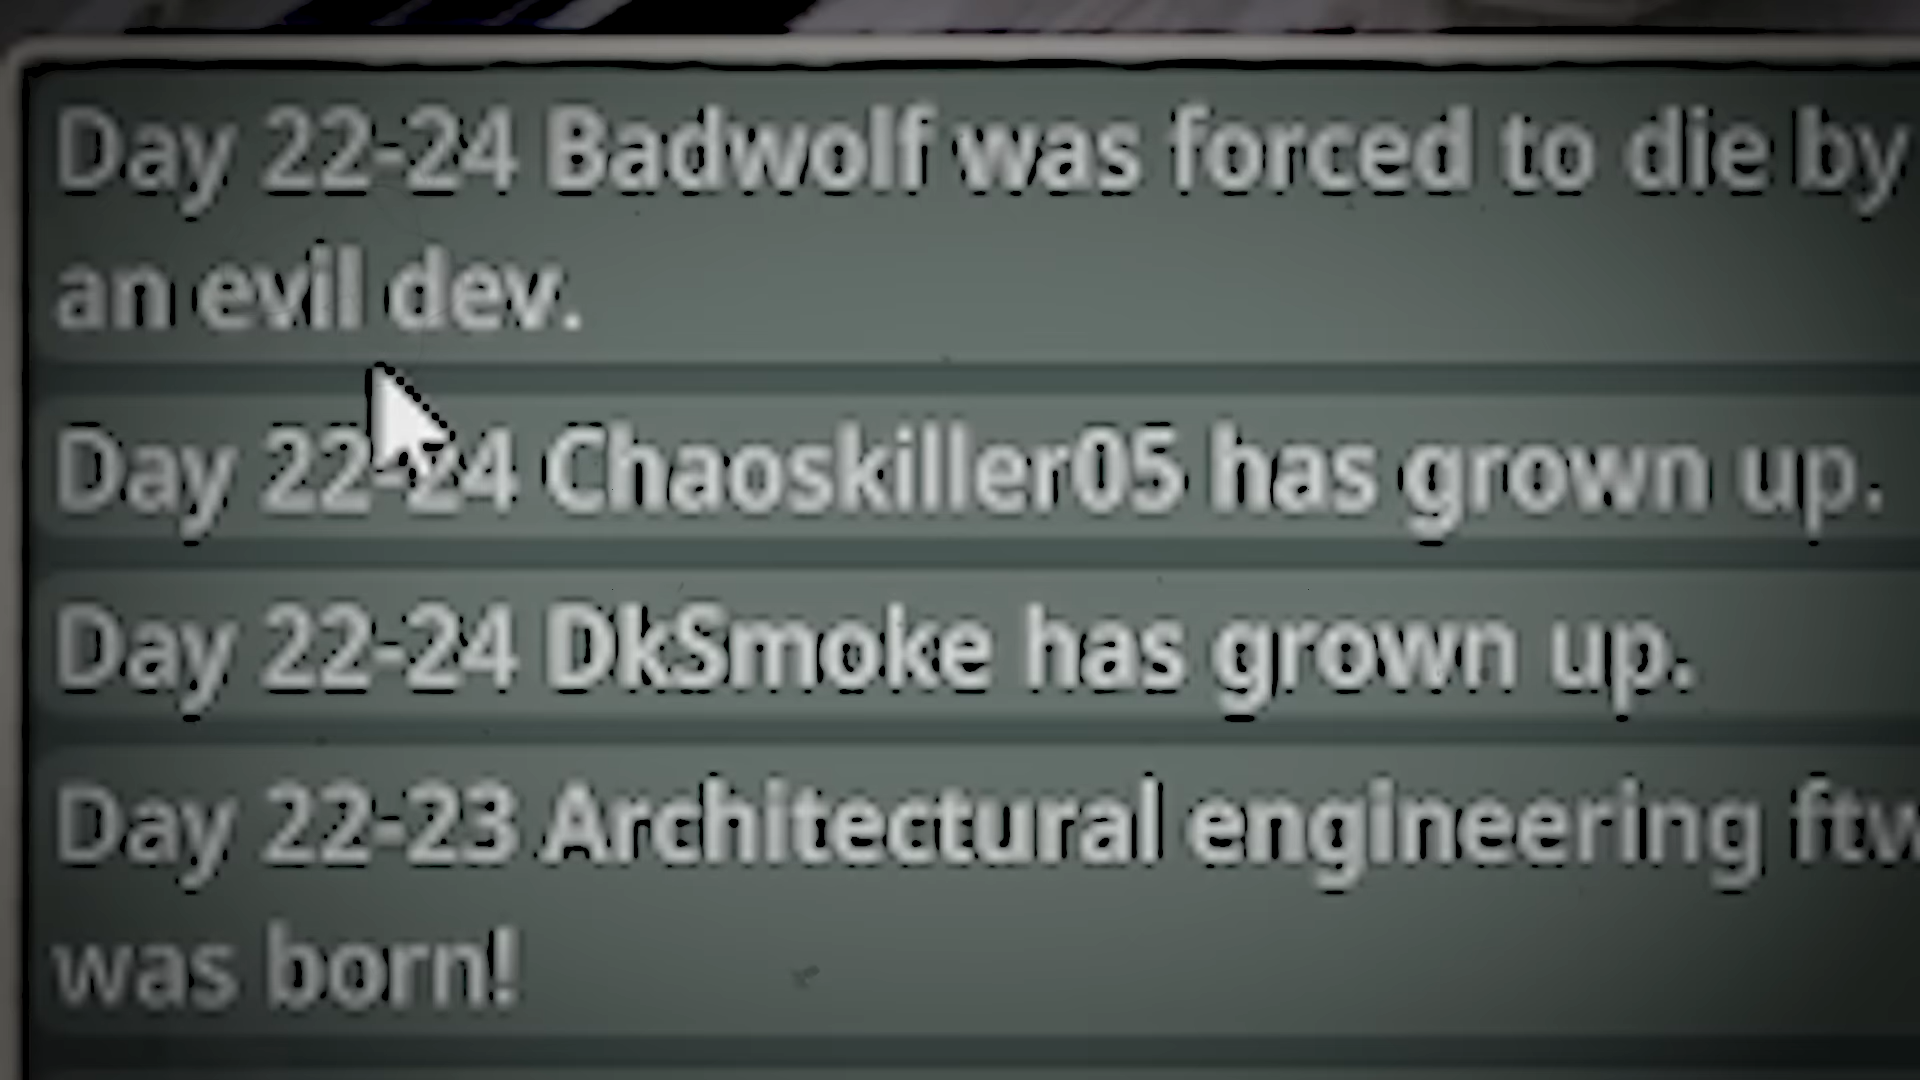 Day 22-24 Badwolf was forced to die by
an evil dev.
Day 22-24 Chaoskiller05 has grown up.
Day 22-24 DkSmoke has grown up.
Day 22-23 Architectural engineering ftw
was born!